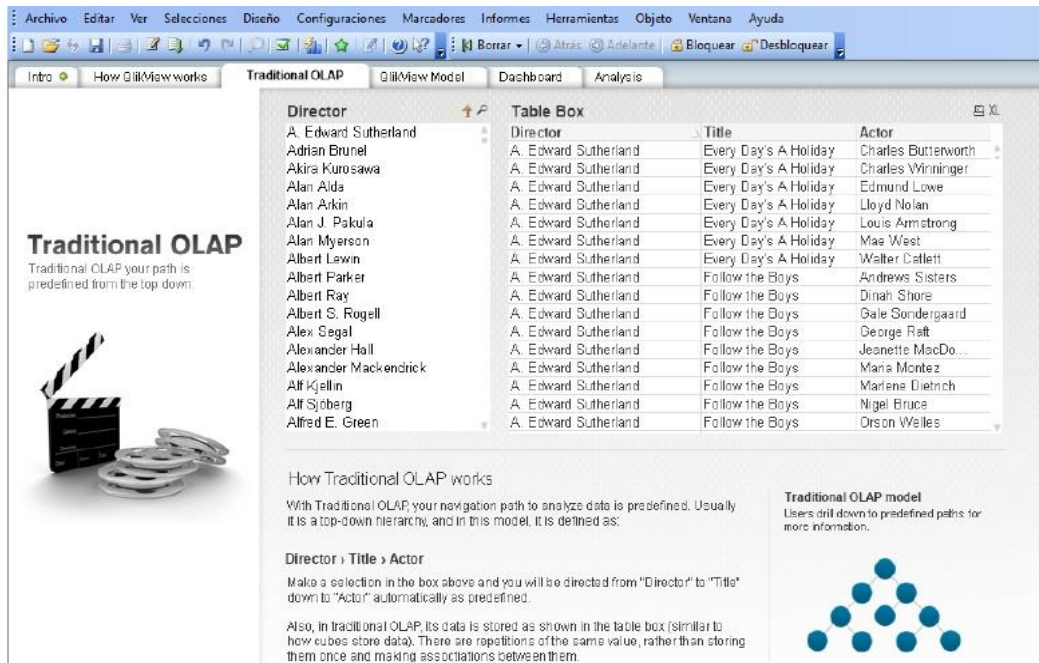 Archivo Editar Ver Selecciones Diseño Configuraciones Marcadores Informes Herramientas Objeto Ventana Ayuda
Borrar Atrás Adelante Bloquear Desbloquear
Intro How QlikView works Traditional OLAP QlikView Model Dashboard Analysis
Traditional OLAP
Traditional OLAP your path is
predefined from the top down.
Director
A. Edward Sutherland
Adrian Brunel
Akira Kurosawa
Alan Alda
Alan Arkin
Alan J. Pakula
Alan Myerson
Albert Lewin
Albert Parker
Albert Ray
Albert S. Rogell
Alex Segal
Alexander Hall
Alexander Mackendrick
Alf Kjellin
Alf Sjöberg
Alfred E. Green
Table Box XL
Director Title Actor
A. Edward Sutherland Every Day's A Holiday Charles Butterworth
A. Edward Sutherland Every Day's A Holiday Charles Winninger
A. Edward Sutherland Every Day's A Holiday Edmund Lowe
A. Edward Sutherland Every Day's A Holiday Lloyd Nolan
A. Edward Sutherland Every Day's A Holiday Louis Armstrong
A. Edward Sutherland Every Day's A Holiday Mae West
A. Edward Sutherland Every Day's A Holiday Walter Catlett
A. Edward Sutherland Follow the Boys Andrews Sisters
A. Edward Sutherland Follow the Boys Dinah Shore
A. Edward Sutherland Follow the Boys Gale Sondergaard
A. Edward Sutherland Follow the Boys George Raft
A. Edward Sutherland Follow the Boys Jeanette MacDo...
A. Edward Sutherland Follow the Boys Maria Montez
A. Edward Sutherland Follow the Boys Marlene Dietrich
A. Edward Sutherland Follow the Boys Nigel Bruce
A. Edward Sutherland Follow the Boys Orson Welles
How Traditional OLAP works
With Traditional OLAP, your navigation path to analyze data is predefined. Usually
it is a top-down hierarchy, and in this model, it is defined as:
Director › Title › Actor
Make a selection in the box above and you will be directed from "Director" to "Title"
down to "Actor" automatically as predefined.
Also, in traditional OLAP, its data is stored as shown in the table box (similar to
how cubes store data). There are repetitions of the same value, rather than storing
them once and making assoctiations between them.
Traditional OLAP model
Users drill down to predefined paths for
more information.